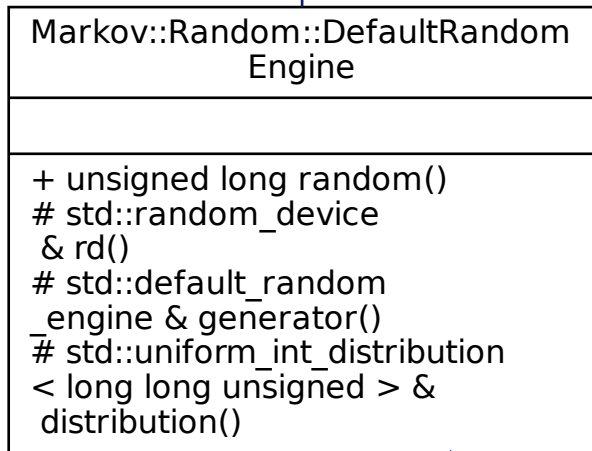 Markov::Random::DefaultRandom
Engine
+ unsigned long random()
# std::random_device
& rd()
# std::default_random
_engine & generator()
# std::uniform_int_distribution
< long long unsigned > &
distribution()